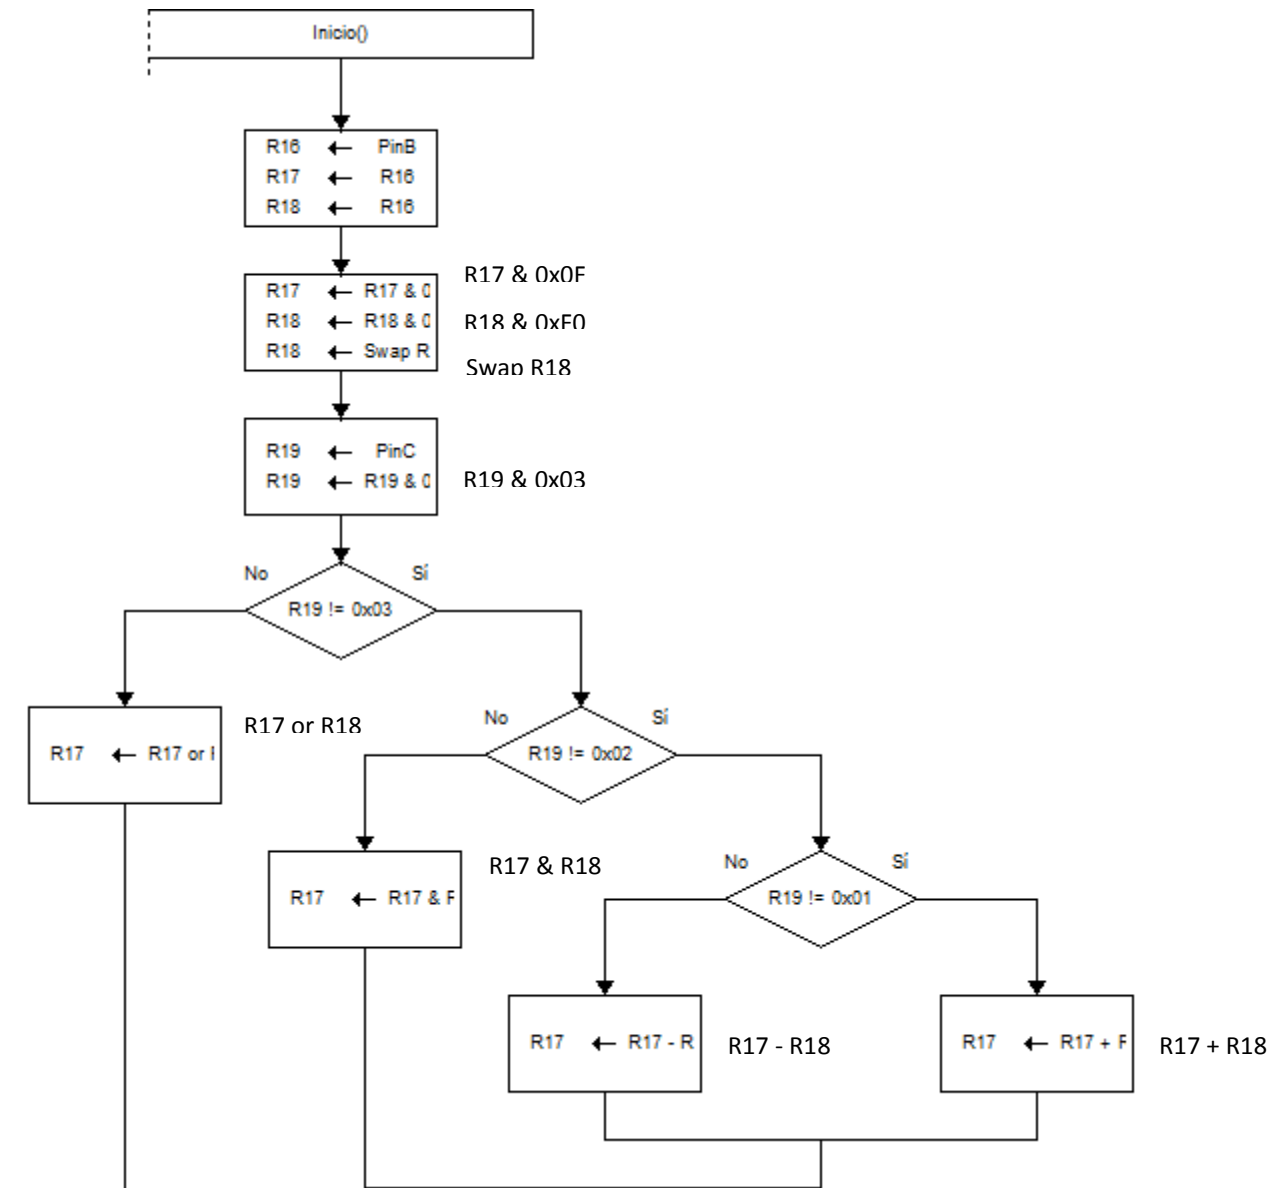 Inicio()
R16 ← PinB
R17 ← R16
R18 ← R16
R17 ← R17 & 0
R17 & 0x0F
R18 ← R18 & 0
R18 & 0xF0
R18 ← Swap R
Swap R18
R19 ← PinC
R19 ← R19 & 0
R19 & 0x03
No
Sí
R19 != 0x03
R17 ← R17 or
R17 or R18
No
Sí
R19 != 0x02
R17 ← R17 &
R17 & R18
No
Sí
R19 != 0x01
R17 ← R17 - R
R17 - R18
R17 ← R17 +
R17 + R18